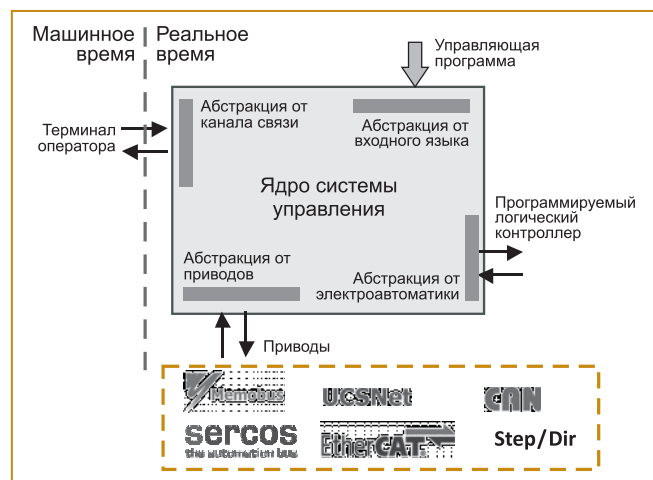 Машинное
время
Реальное
время
Управляющая
программа
Абстракция от
канала связи
Абстракция от
входного языка
Терминал
оператора
Ядро системы
управления
Программируемый
логический
контроллер
Абстракция от
приводов
Абстракция от
электроавтоматики
Приводы
Memobus
UCSNet
CAN
sercos
the automation bus
EtherCAT
Step/Dir